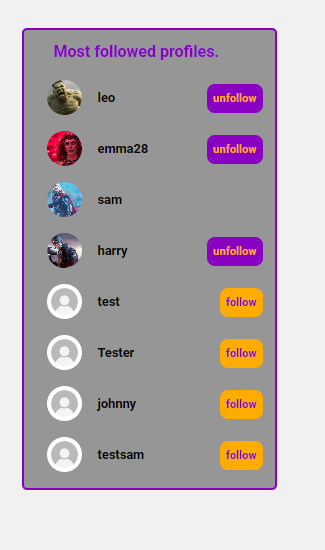 Most followed profiles.
leo unfollow
emma28 unfollow
sam
harry unfollow
test follow
Tester follow
johnny follow
testsam follow